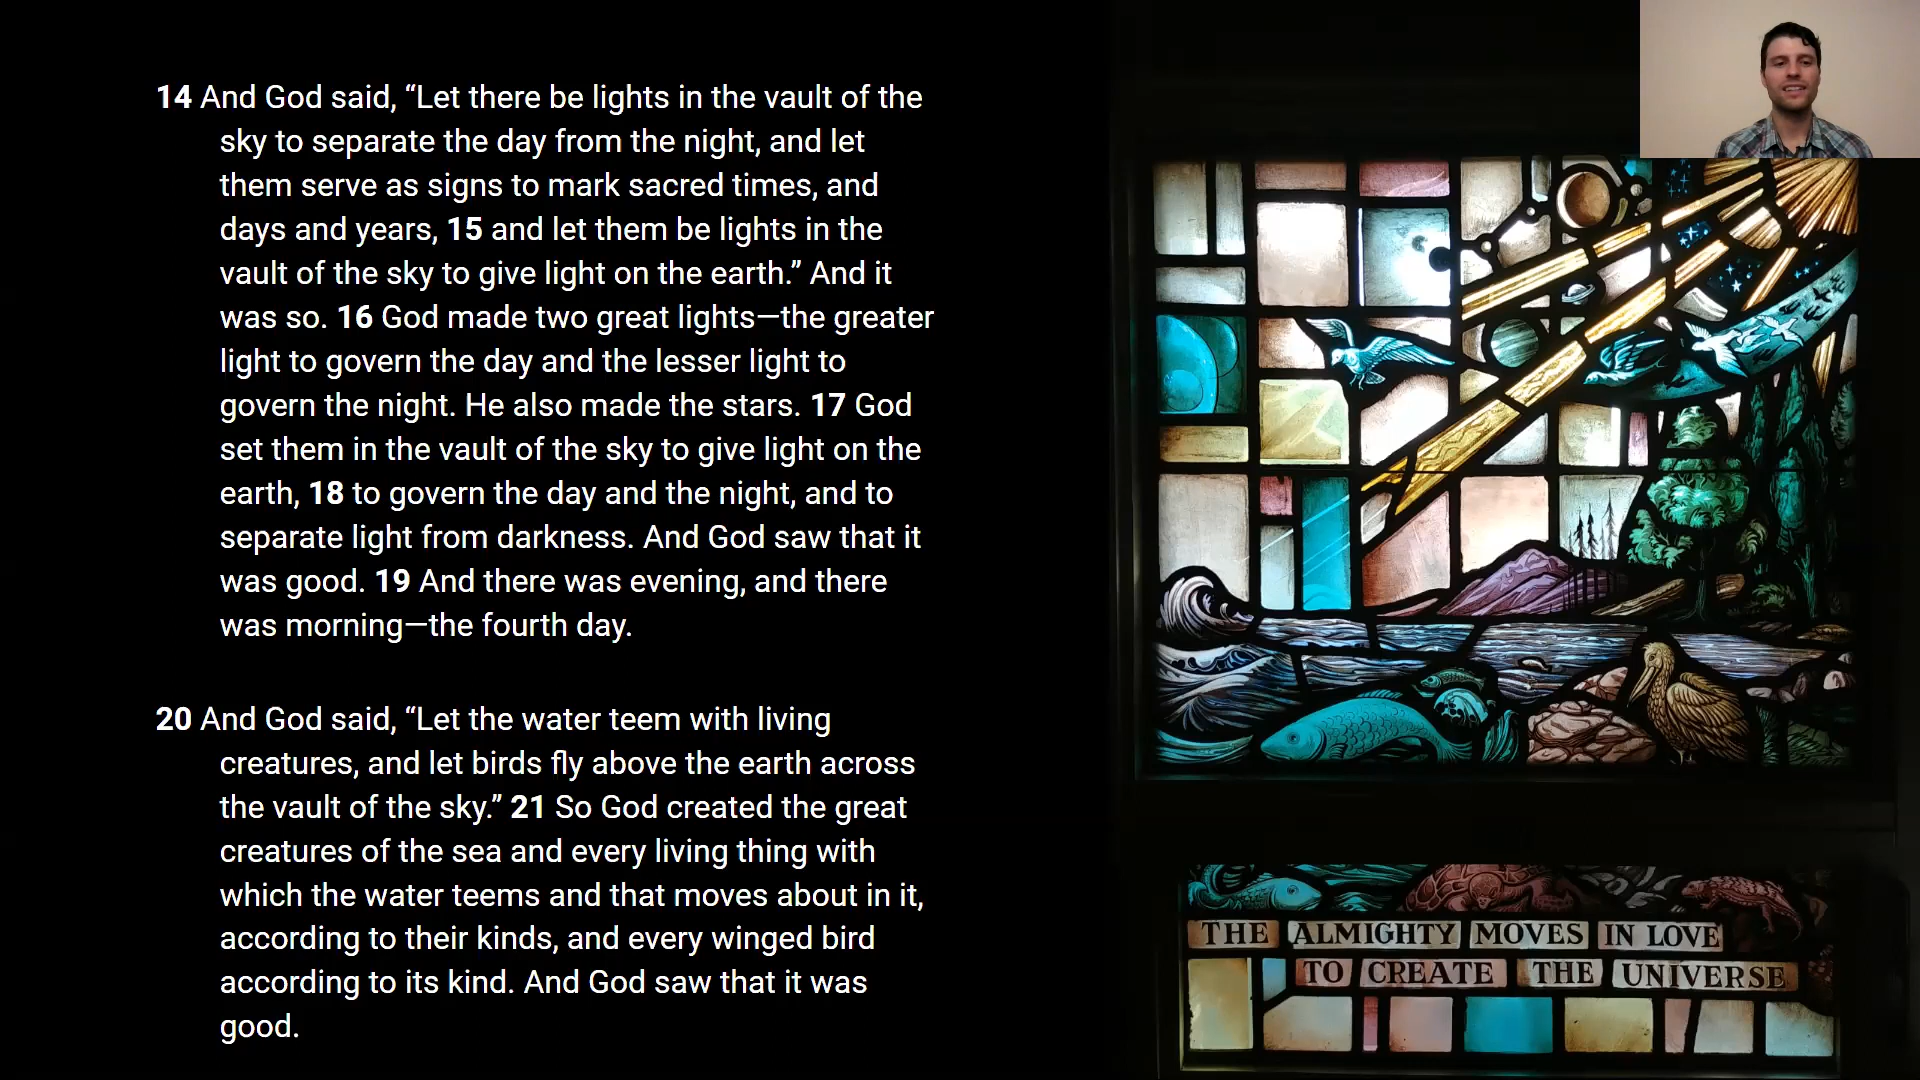 14 And God said, “Let there be lights in the vault of the
sky to separate the day from the night, and let
them serve as signs to mark sacred times, and
days and years, 15 and let them be lights in the
vault of the sky to give light on the earth.” And it
was so. 16 God made two great lights—the greater
light to govern the day and the lesser light to
govern the night. He also made the stars. 17 God
set them in the vault of the sky to give light on the
earth, 18 to govern the day and the night, and to
separate light from darkness. And God saw that it
was good. 19 And there was evening, and there
was morning—the fourth day.
20 And God said, “Let the water teem with living
creatures, and let birds fly above the earth across
the vault of the sky.” 21 So God created the great
creatures of the sea and every living thing with
which the water teems and that moves about in it,
according to their kinds, and every winged bird
according to its kind. And God saw that it was
good.
THE ALMIGHTY MOVES IN LOVE
TO CREATE THE UNIVERSE